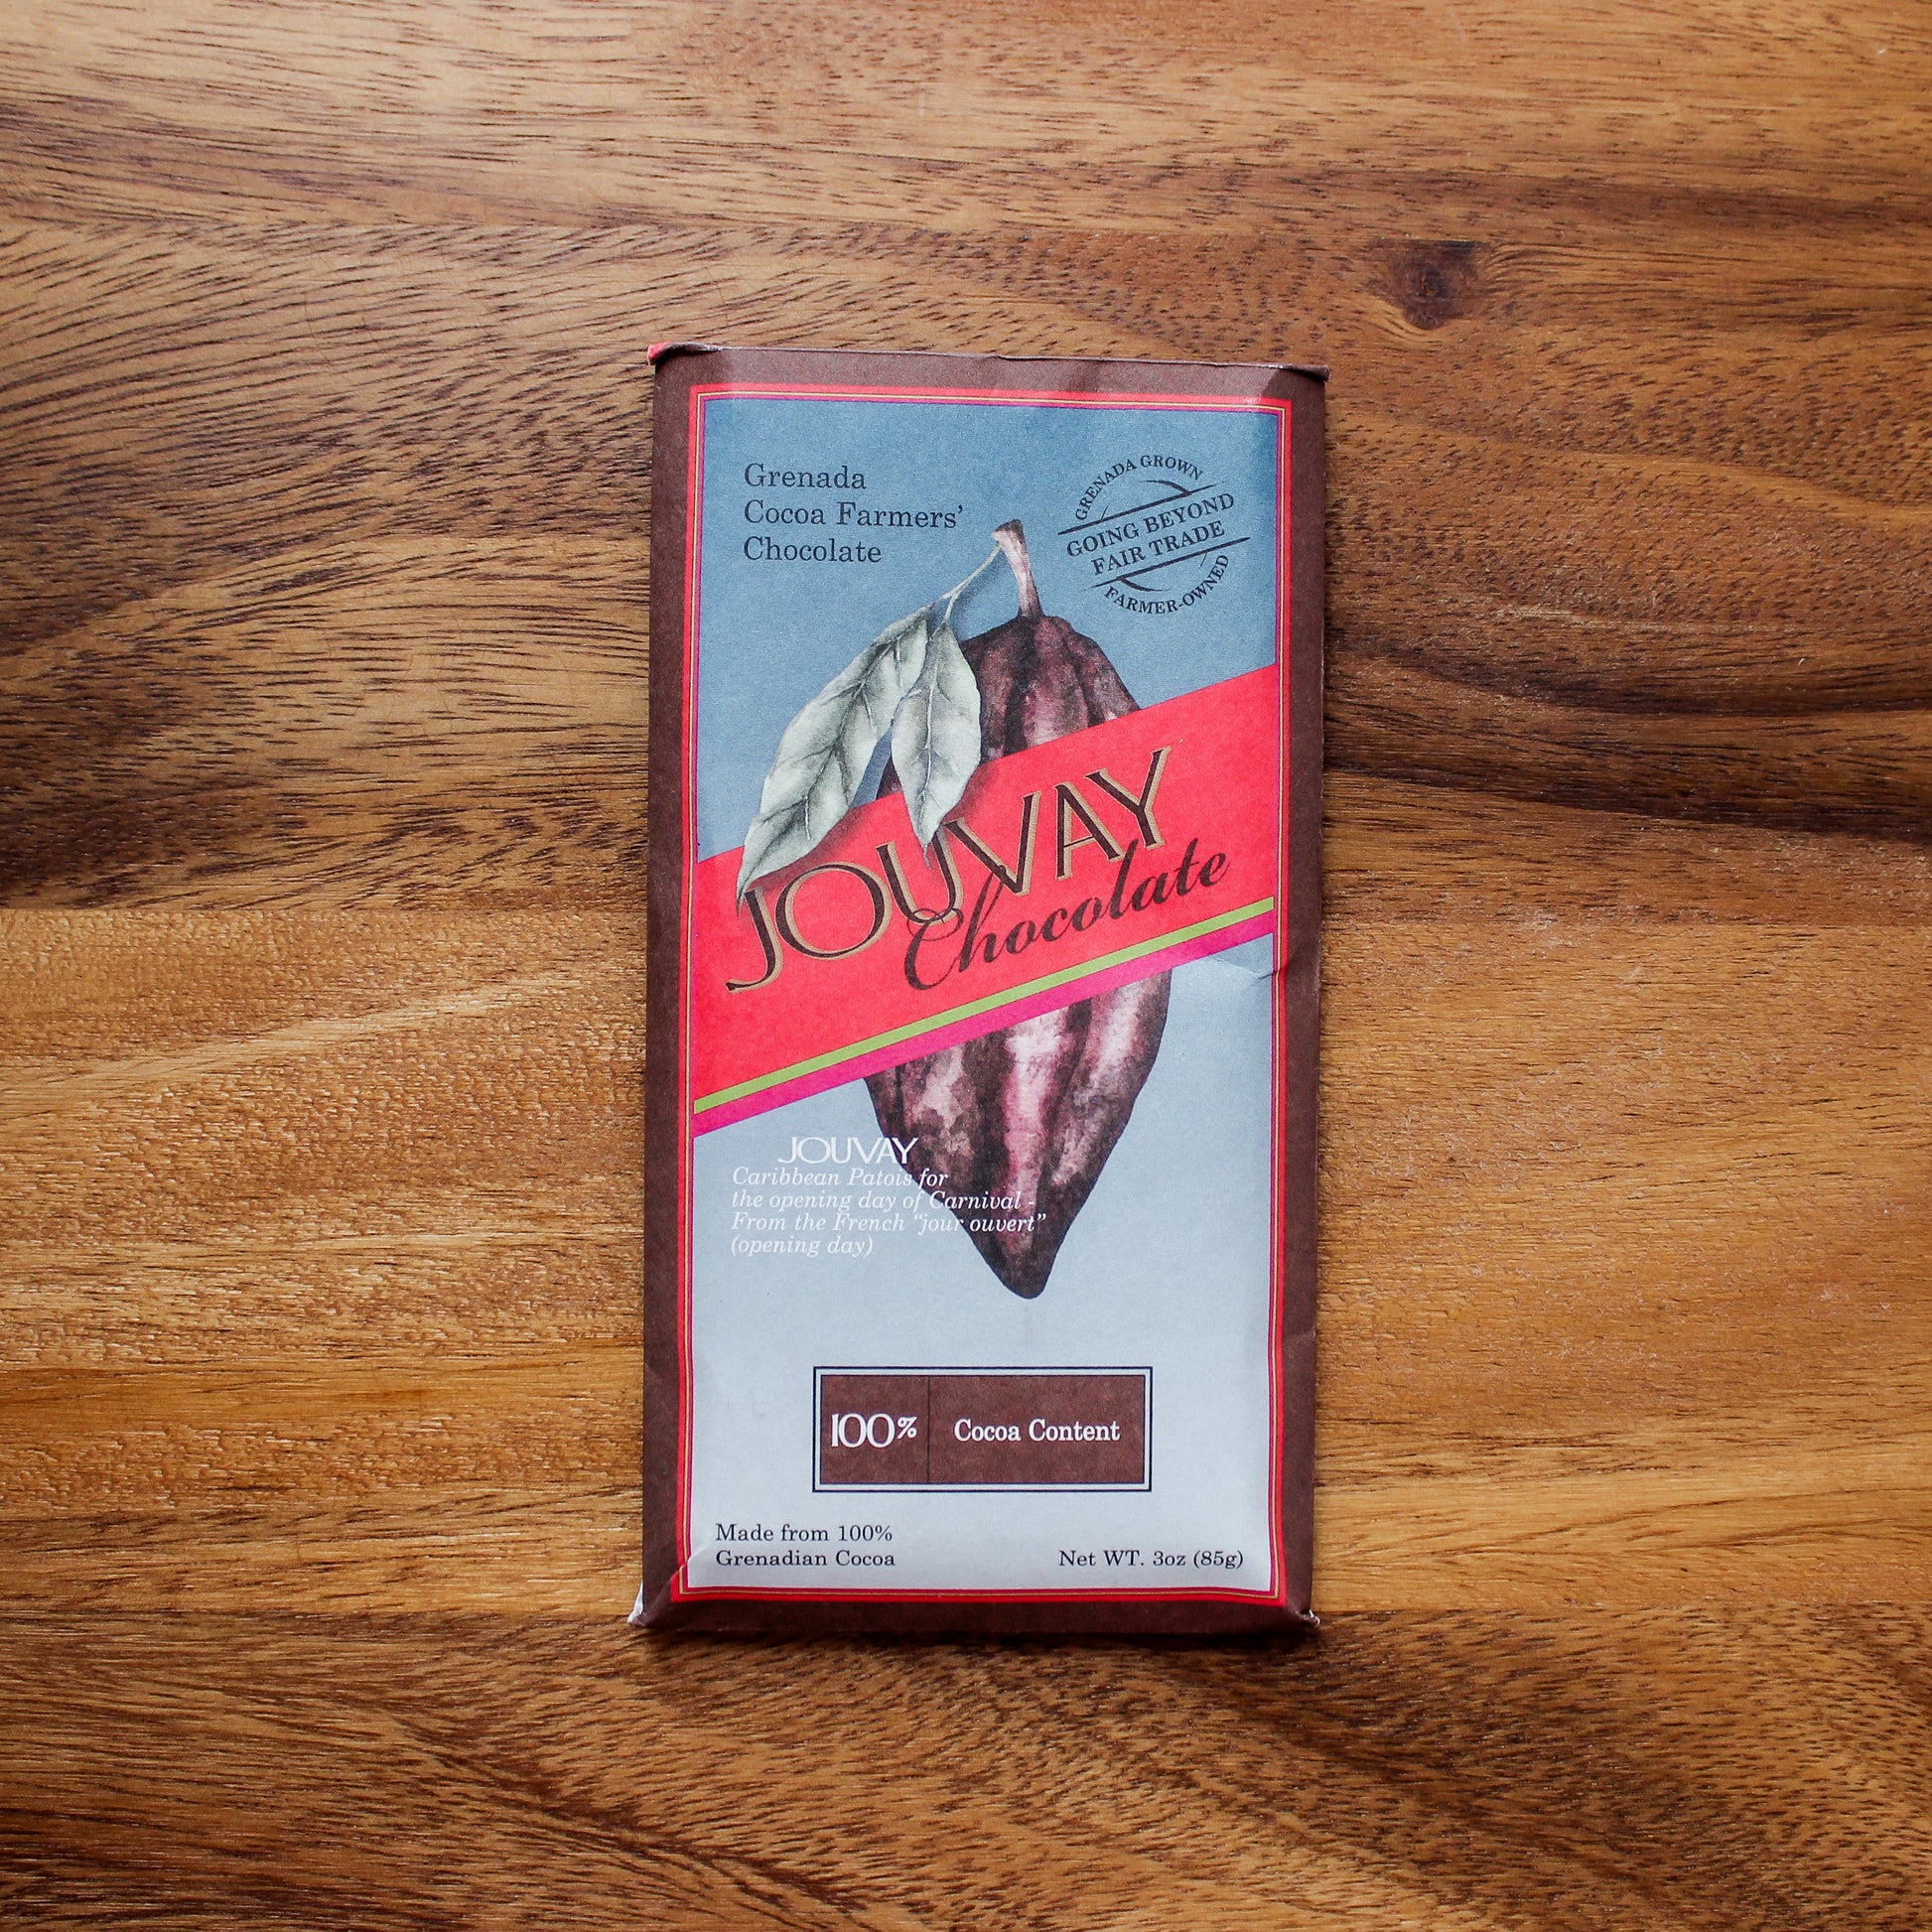 Grenada
Cocoa Farmers'
Chocolate
GRENADA GROWN
GOING BEYOND
FAIR TRADE
FARMER-OWNED
JOUVAY
Chocolate
JOUVAY
Caribbean Patois for
the opening day of Carnival -
From the French "jour ouvert"
(opening day)
100% Cocoa Content
Made from 100%
Grenadian Cocoa
Net WT. 3oz (85g)